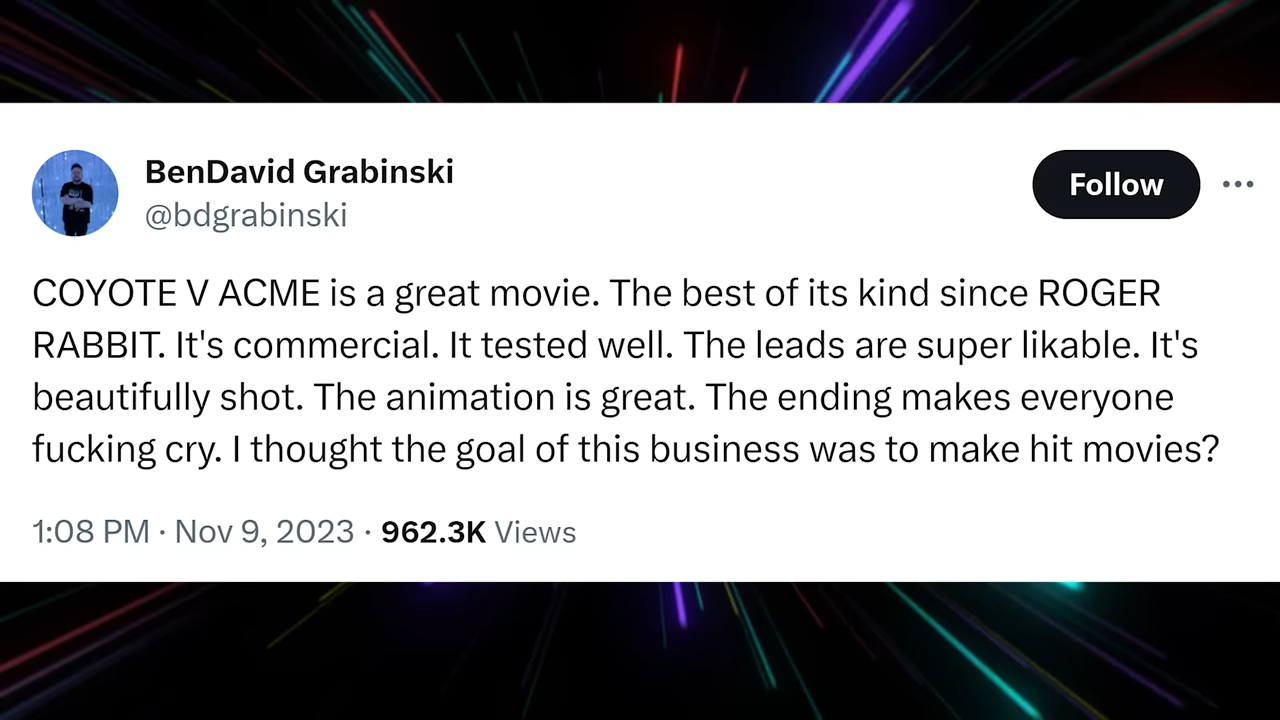 BenDavid Grabinski
@bdgrabinski
Follow
COYOTE V ACME is a great movie. The best of its kind since ROGER
RABBIT. It's commercial. It tested well. The leads are super likable. It's
beautifully shot. The animation is great. The ending makes everyone
fucking cry. I thought the goal of this business was to make hit movies?
1:08 PM · Nov 9, 2023 · 962.3K Views